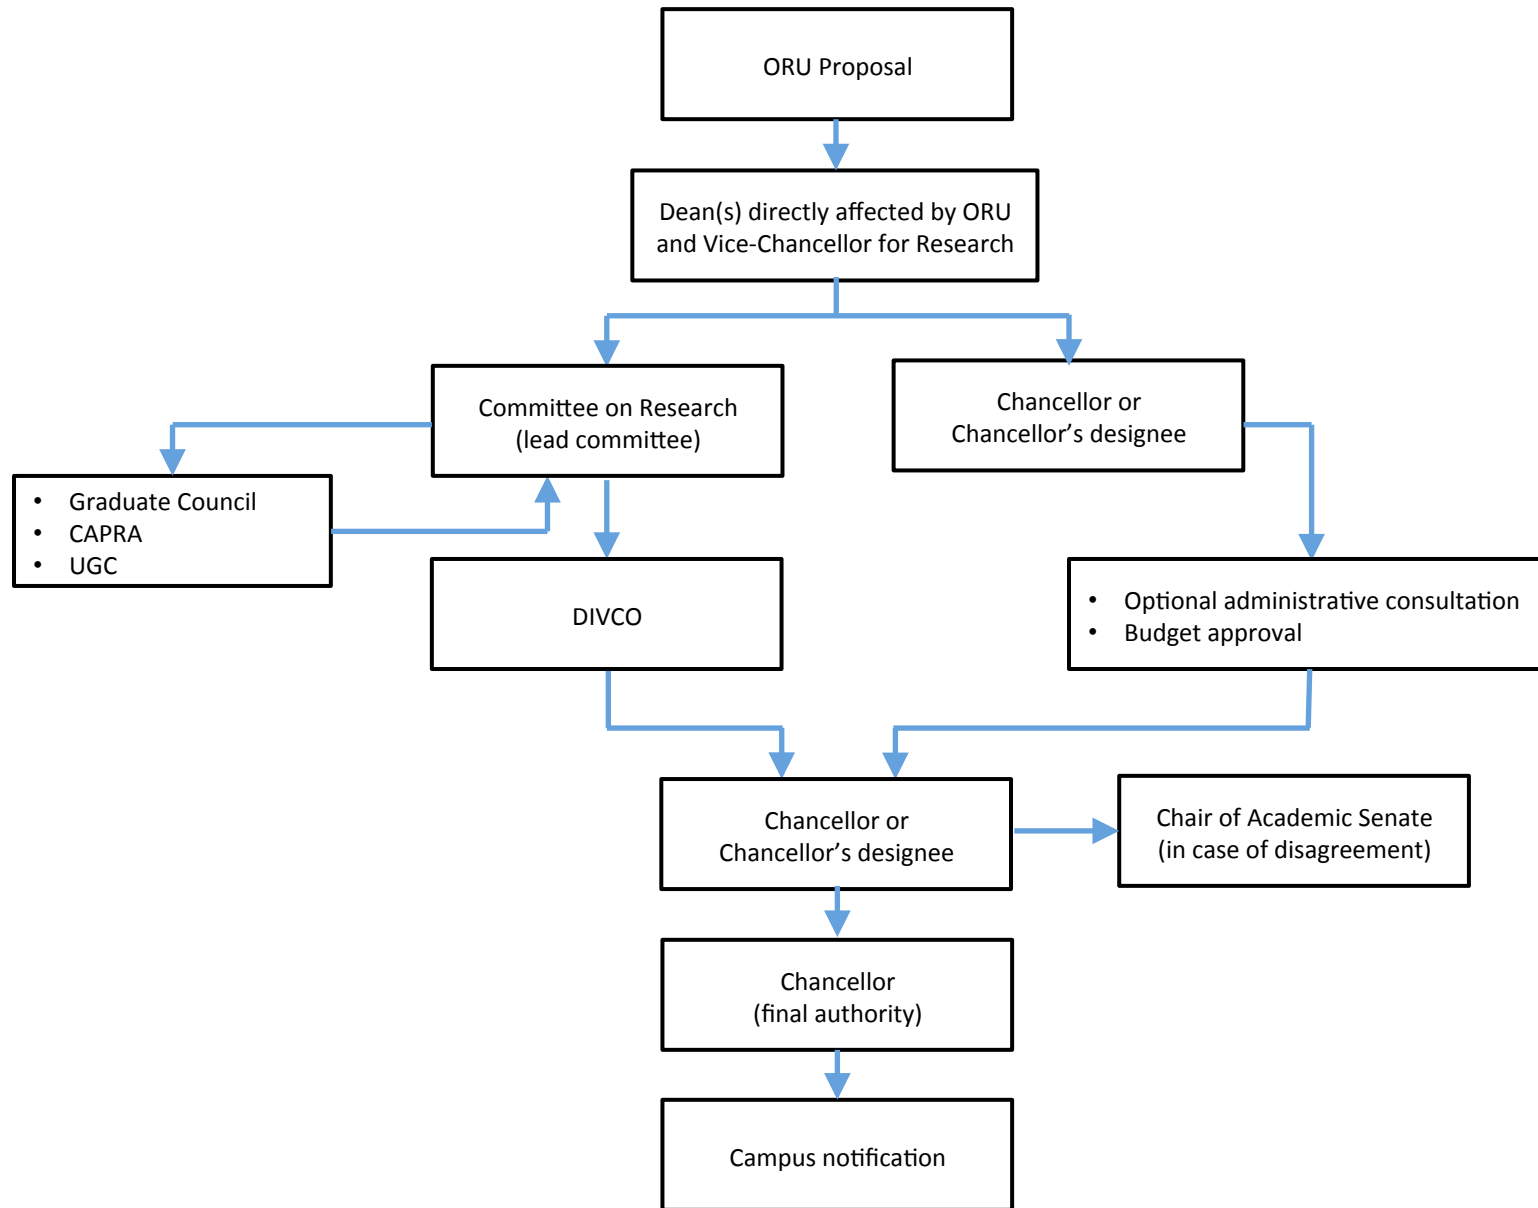 ORU Proposal
Dean(s) directly affected by ORU
and Vice-Chancellor for Research
Committee on Research
(lead committee)
Chancellor or
Chancellor’s designee
• Graduate Council
• CAPRA
• UGC
DIVCO
• Optional administrative consultation
• Budget approval
Chancellor or
Chancellor’s designee
Chair of Academic Senate
(in case of disagreement)
Chancellor
(final authority)
Campus notification